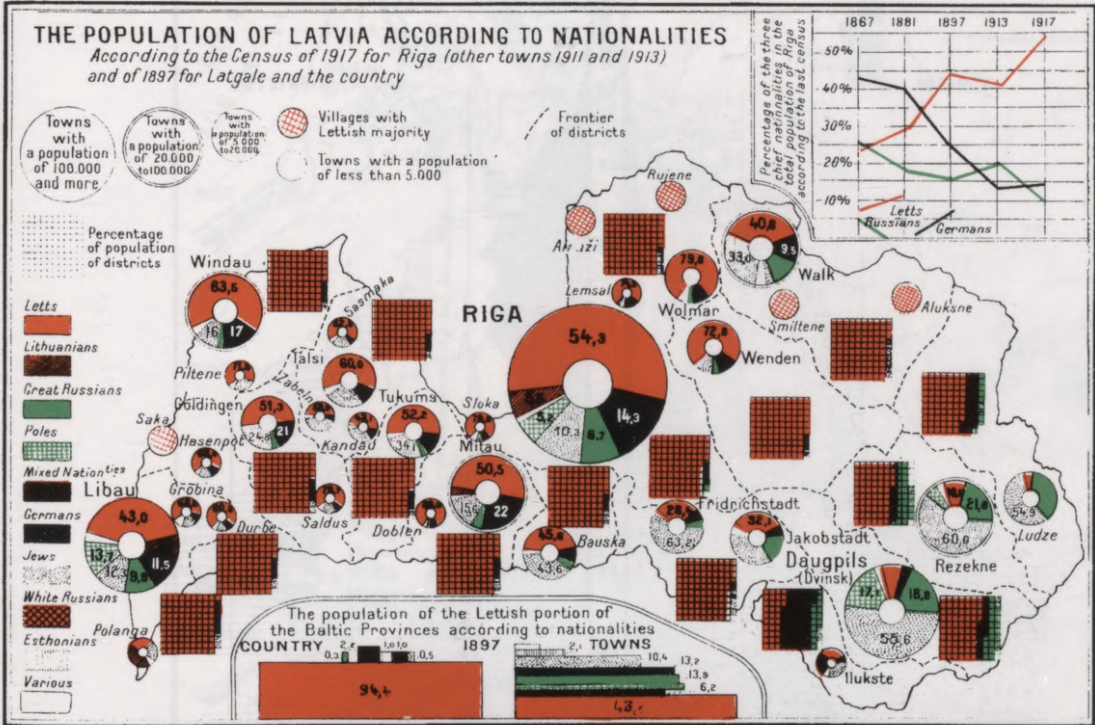 THE POPULATION OF LATVIA ACCORDING TO NATIONALITIES
According to the Census of 1917 for Riga (other towns 1911 and 1913)
and of 1897 for Latgale and the country
Towns
with
a population
of 100.000
and more
Towns
with
a population
of 20.000
to 100.000
Towns
with
a population
of 5 000
to 20.000
Villages with
Lettish majority
Towns with a population
of less than 5.000
Frontier
of districts
Percentage
of population
of districts
Percentage of the three
chief nationalities in the
total population of Riga
according to the last census
1867 1881 1897 1913 1917
50%
40%
30%
20%
10%
Letts
Russians
Germans
Letts
Lithuanians
Great Russians
Poles
Mixed Nationties
Germans
Jews
White Russians
Esthonians
Various
Rujene
Walk
40,8
9,5
33,0
Lemsal
Wolmar
79,8
Smiltene
Aluksne
Wenden
72,8
RIGA
54,3
14,3
6,7
10,3
5,2
Windau
63,5
17
16
Sasmaka
Piltene
Talsi
60,0
Zabeln
Kandau
Goldingen
51,3
21
Tukums
52,2
Sloka
Saka
Hasenpot
Mitau
50,5
22
15,6
Libau
43,0
11,5
13,7
Grobina
Durbe
Saldus
Doblen
Bauska
45,8
43,6
Fridrichstadt
63,2
Jakobstadt
32,1
Daugpils
(Dvinsk)
18,8
55,6
Rezekne
21,8
60,0
Ludze
54,9
Polanga
Ilukste
The population of the Lettish portion of
the Baltic Provinces according to nationalities
COUNTRY 1897 TOWNS
0,3
1,0
1,0
0,5
2,1
10,4
13,2
13,9
6,2